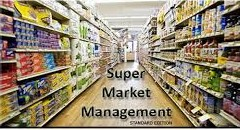 Super
Market
Management
STANDARD EDITION